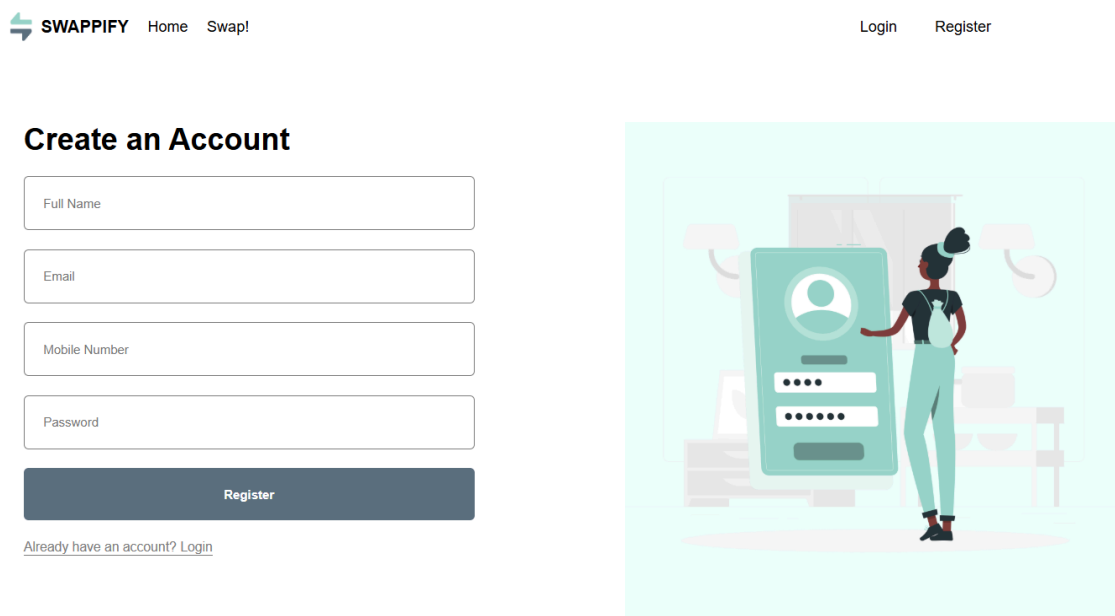 SWAPPIFY Home Swap! Login Register
Create an Account
Full Name
Email
Mobile Number
Password
Register
Already have an account? Login